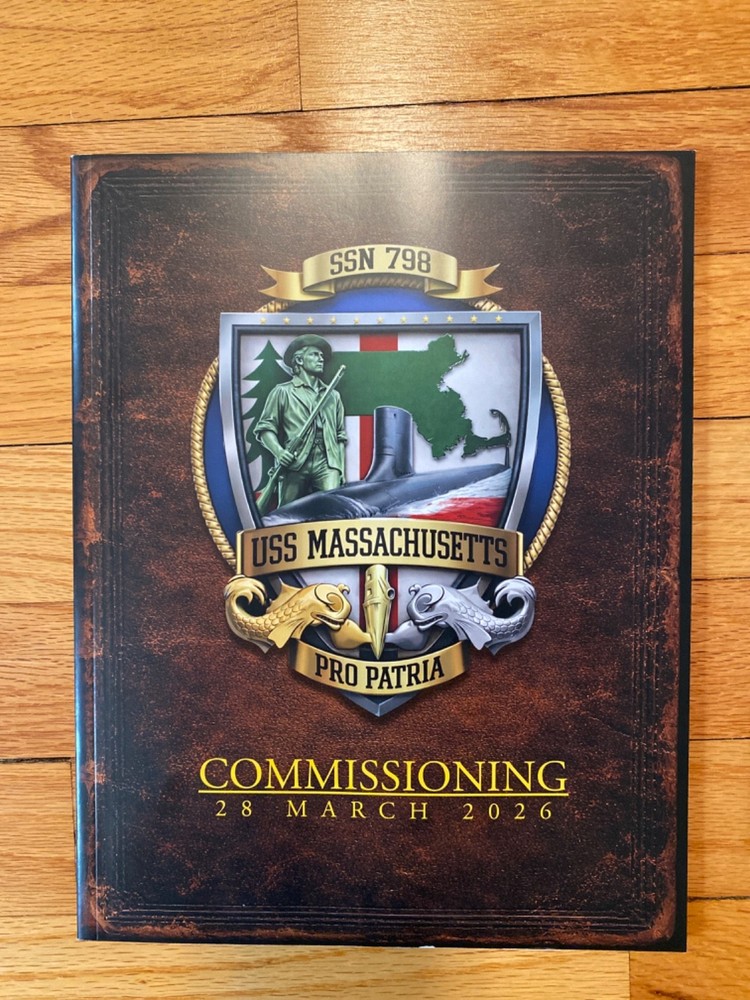 SSN 798
USS MASSACHUSETTS
PRO PATRIA
COMMISSIONING
28 MARCH 2026